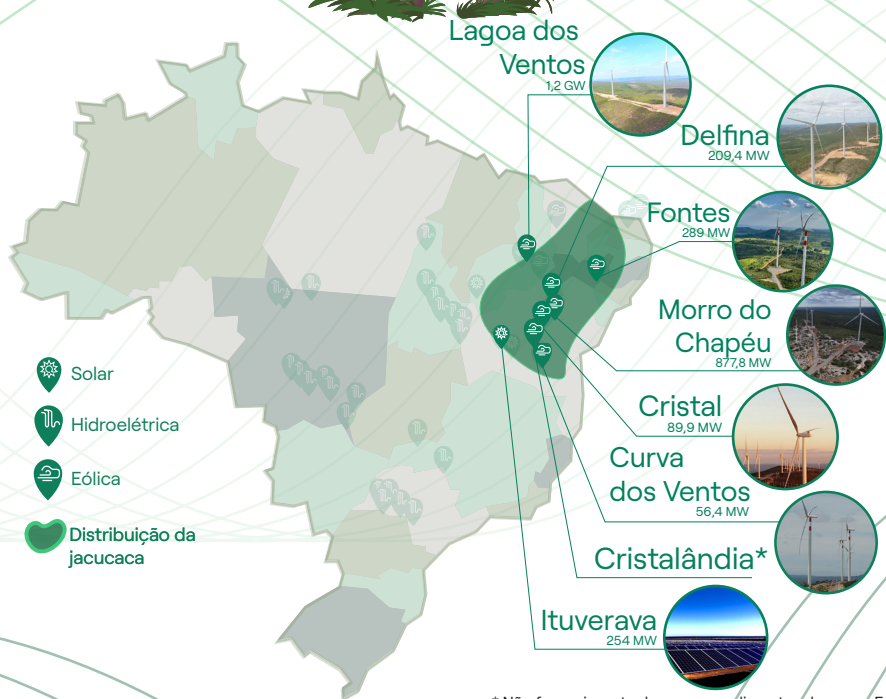 Lagoa dos
Ventos
1,2 GW
Delfina
209,4 MW
Fontes
289 MW
Morro do
Chapéu
877,8 MW
Cristal
89,9 MW
Curva
dos Ventos
56,4 MW
Cristalândia*
Ituverava
254 MW
Solar
Hidroelétrica
Eólica
Distribuição da
jacucaca